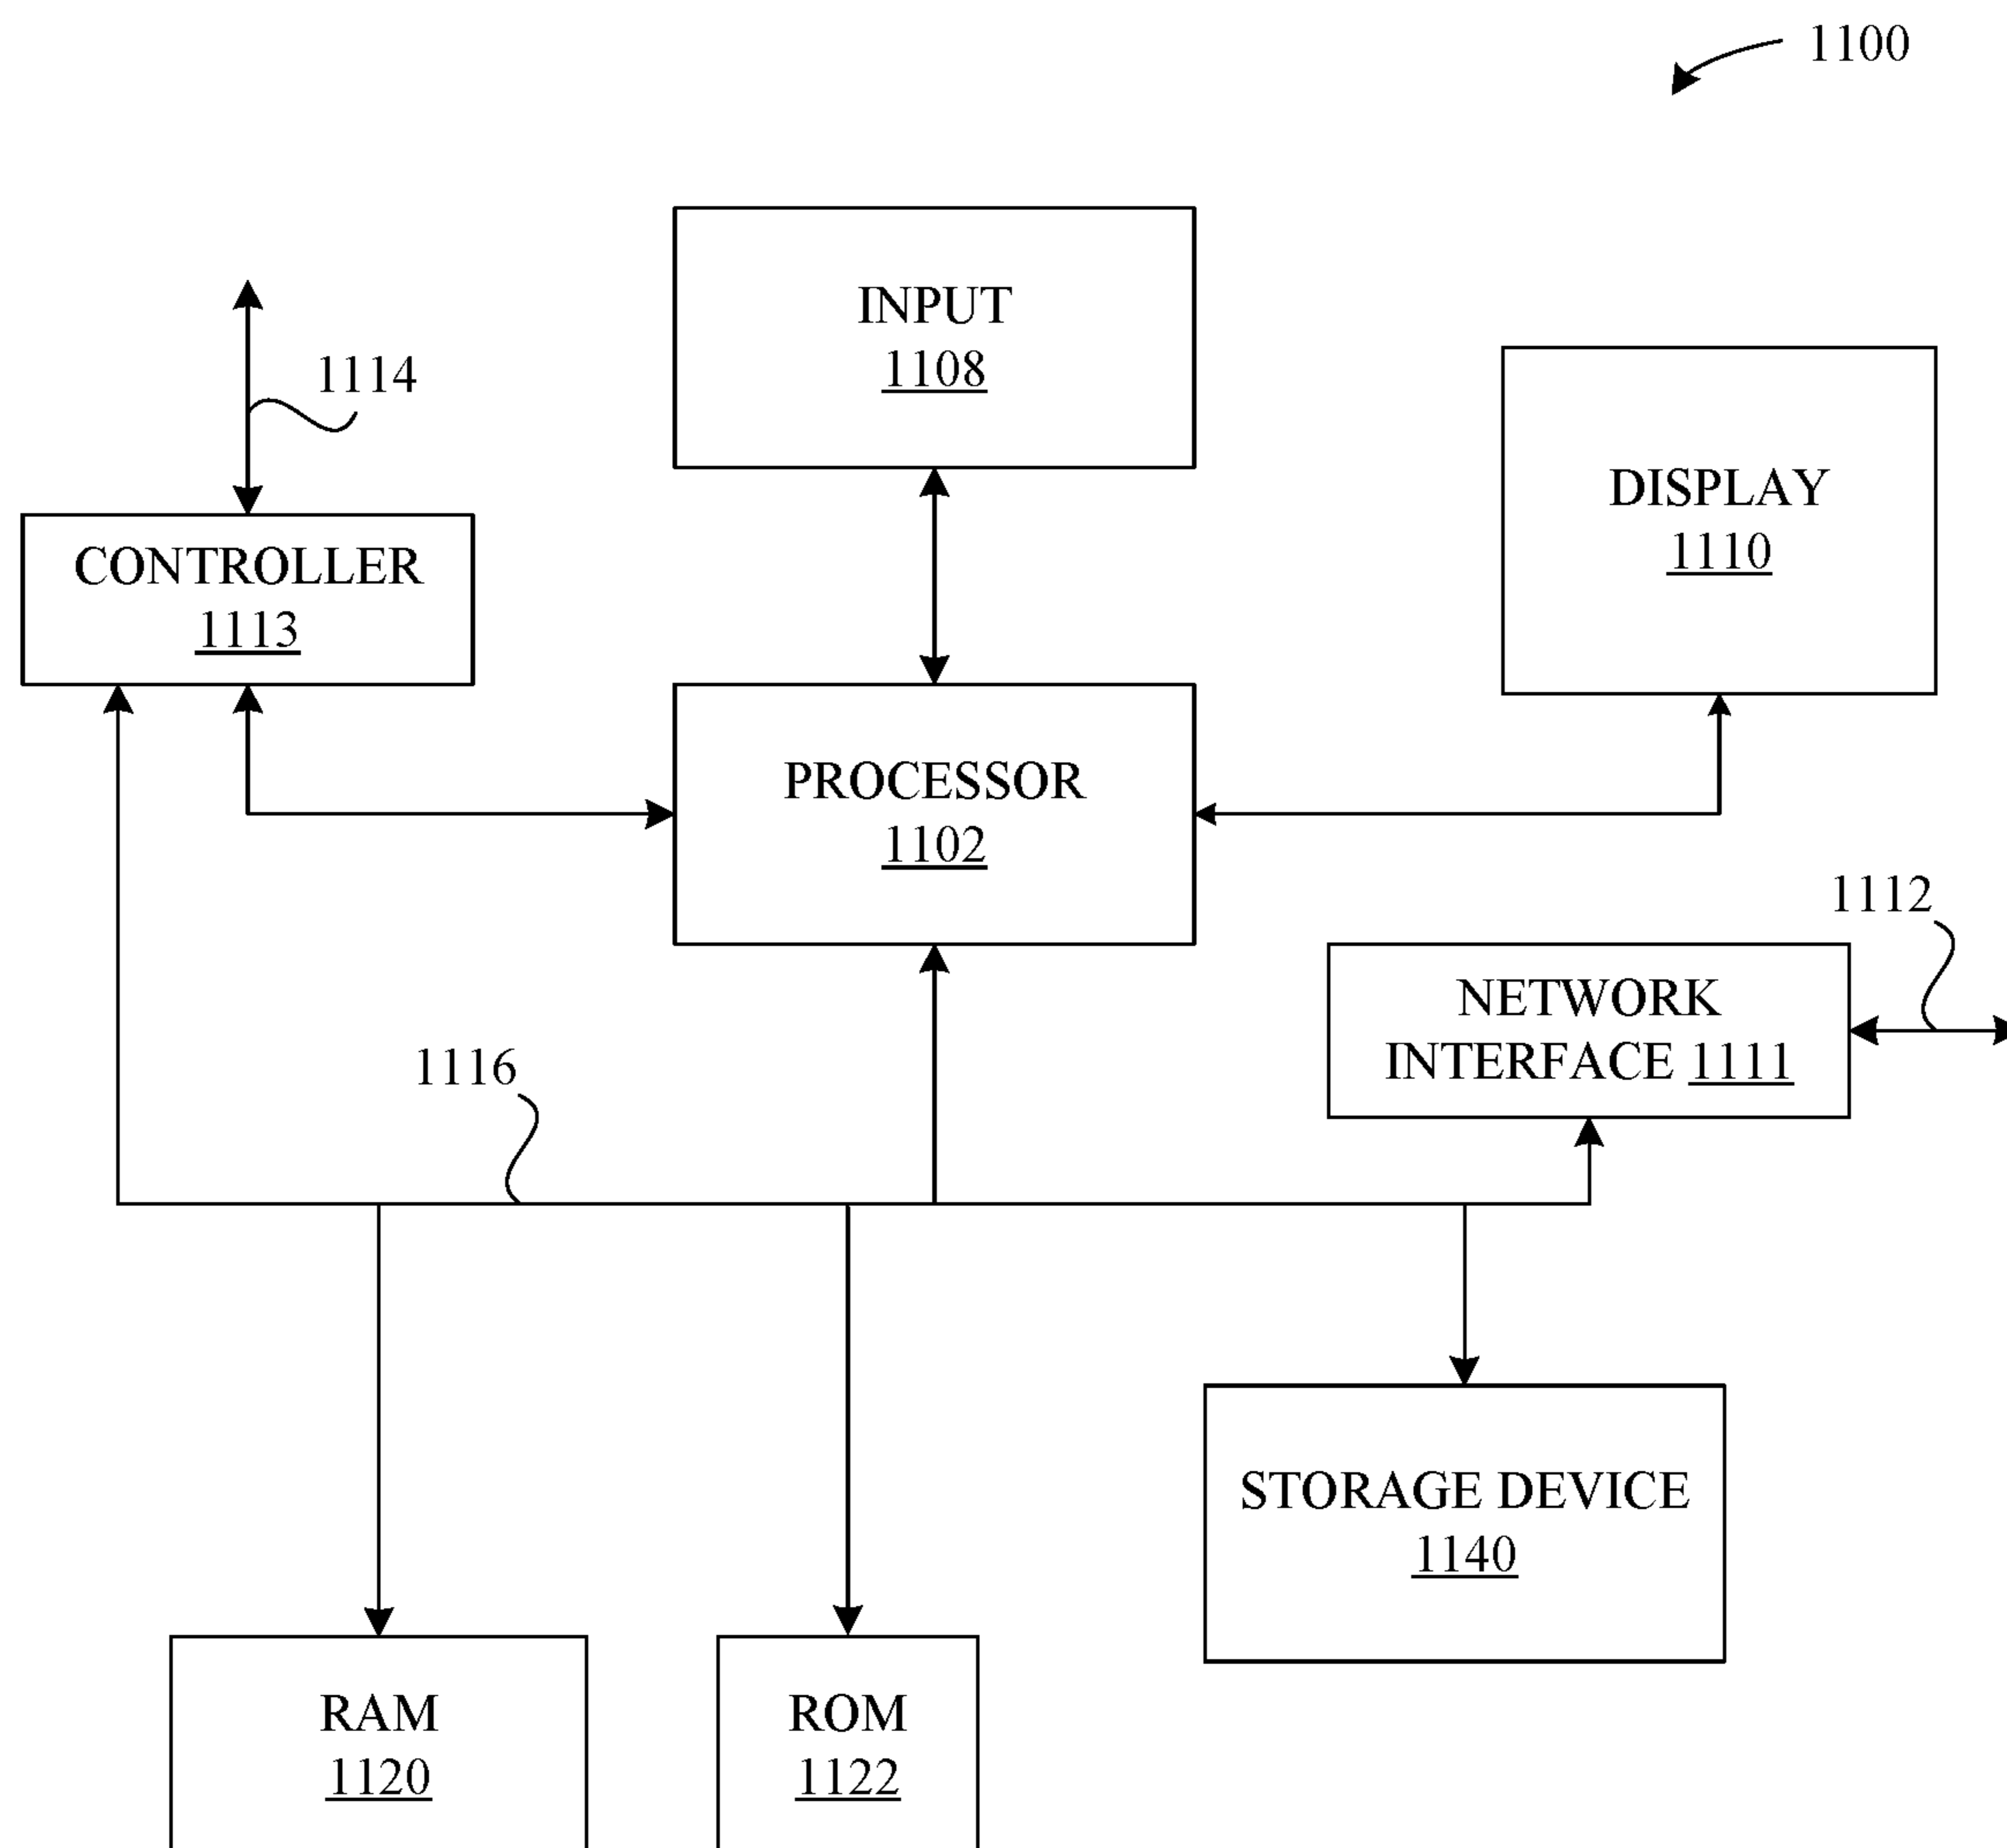 1100
INPUT
1108
1114
DISPLAY
1110
CONTROLLER
1113
PROCESSOR
1102
1112
NETWORK
INTERFACE 1111
1116
STORAGE DEVICE
1140
RAM
1120
ROM
1122